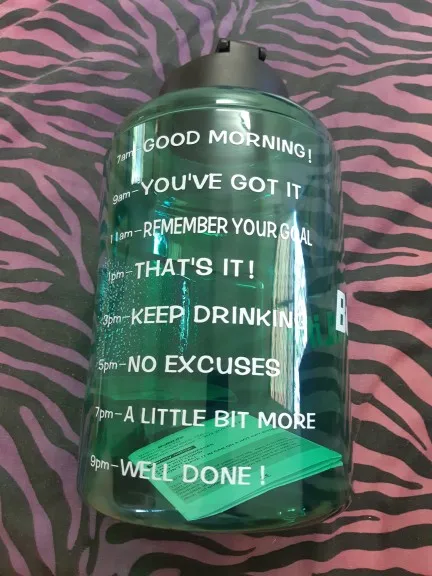 7am-GOOD MORNING!
9am-YOU'VE GOT IT
11am-REMEMBER YOUR GOAL
1pm-THAT'S IT!
3pm-KEEP DRINKING
5pm-NO EXCUSES
7pm-A LITTLE BIT MORE
9pm-WELL DONE!
B